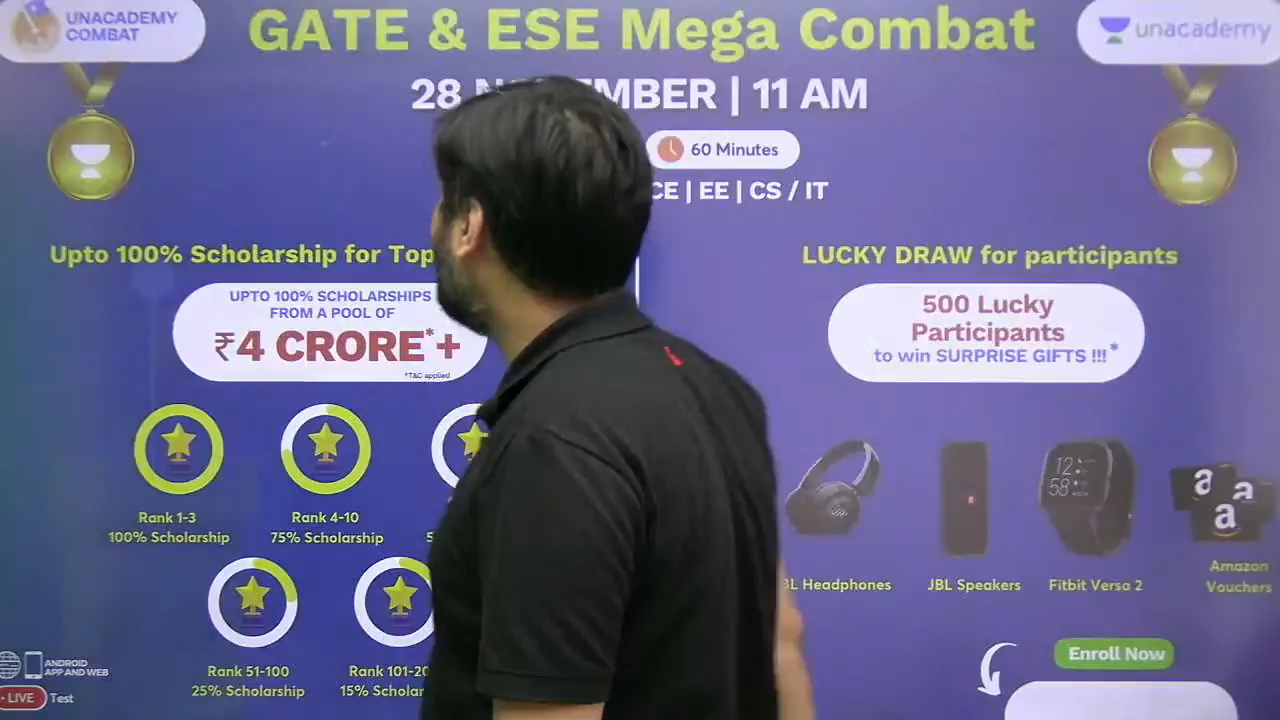 UNACADEMY
COMBAT
GATE & ESE Mega Combat
unacademy
28 N MBER | 11 AM
60 Minutes
CE | EE | CS / IT
Upto 100% Scholarship for Top
UPTO 100% SCHOLARSHIPS
FROM A POOL OF
₹4 CRORE*+
*T&C applied
Rank 1-3
100% Scholarship
Rank 4-10
75% Scholarship
Rank 51-100
25% Scholarship
Rank 101-20
15% Scholar
LUCKY DRAW for participants
500 Lucky
Participants
to win SURPRISE GIFTS !!!*
12
58
a
a
a
BL Headphones
JBL Speakers
Fitbit Versa 2
Amazon
Vouchers
Enroll Now
ANDROID
APP AND WEB
• LIVE Test